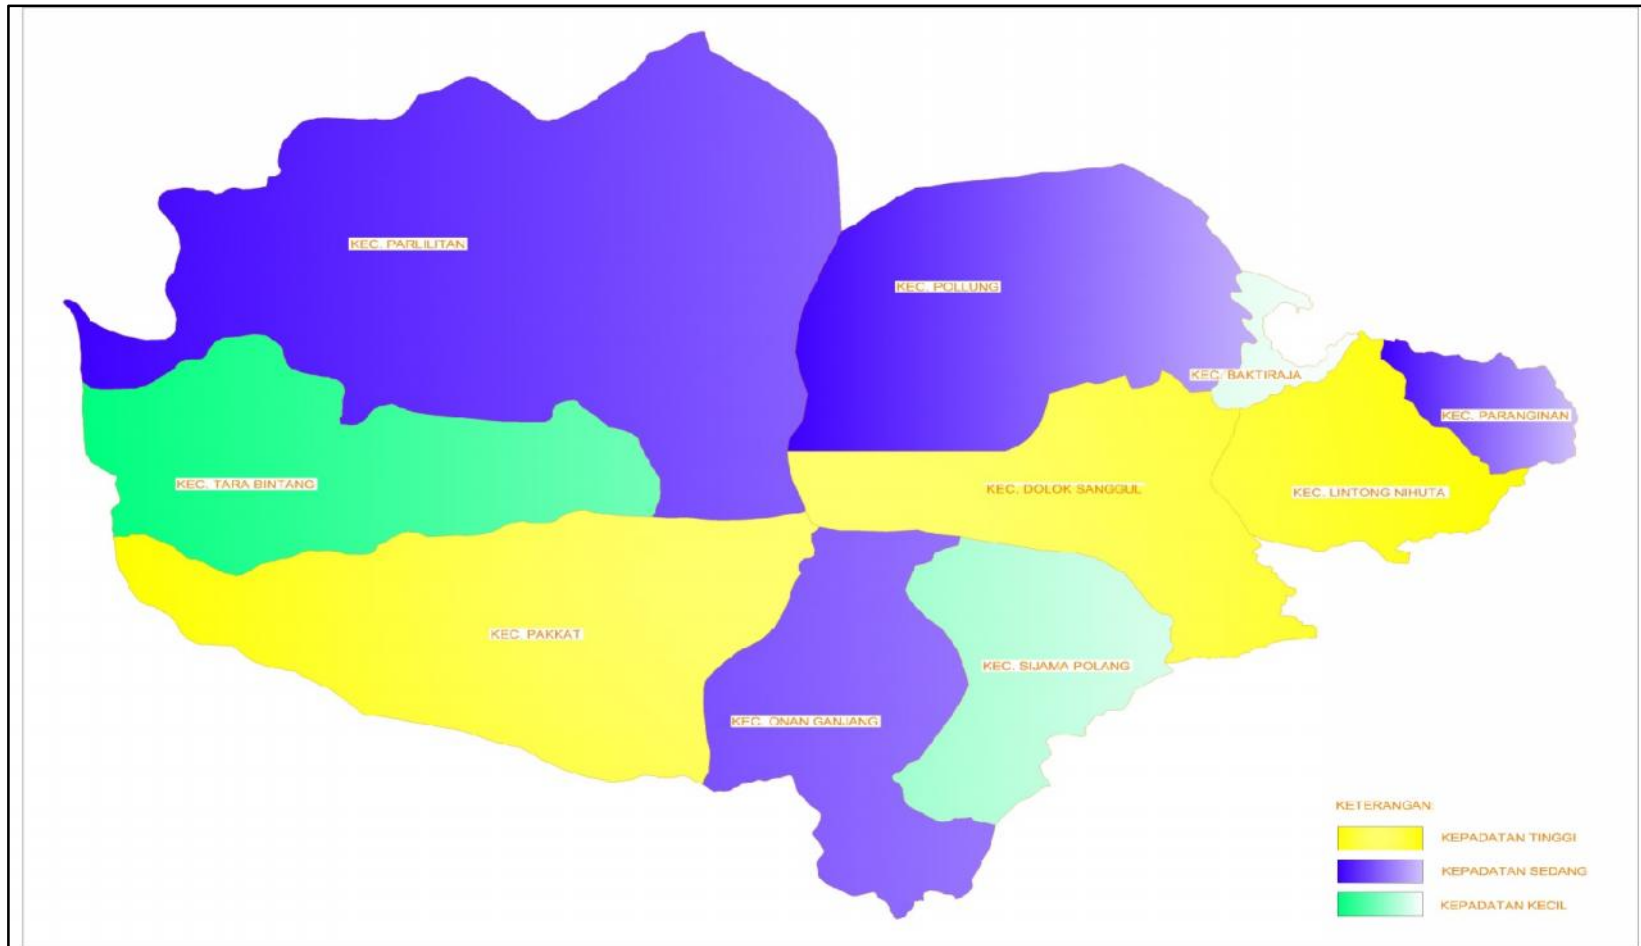 KEC. PARLILITAN
KEC. POLLUNG
KEC. BAKTIRAJA
KEC. PARANGINAN
KEC. TARA BINTANG
KEC. DOLOK SANGGUL
KEC. LINTONG NIHUTA
KEC. PAKKAT
KEC. SIJAMA POLANG
KEC. ONAN GANJANG
KETERANGAN:
KEPADATAN TINGGI
KEPADATAN SEDANG
KEPADATAN KECIL